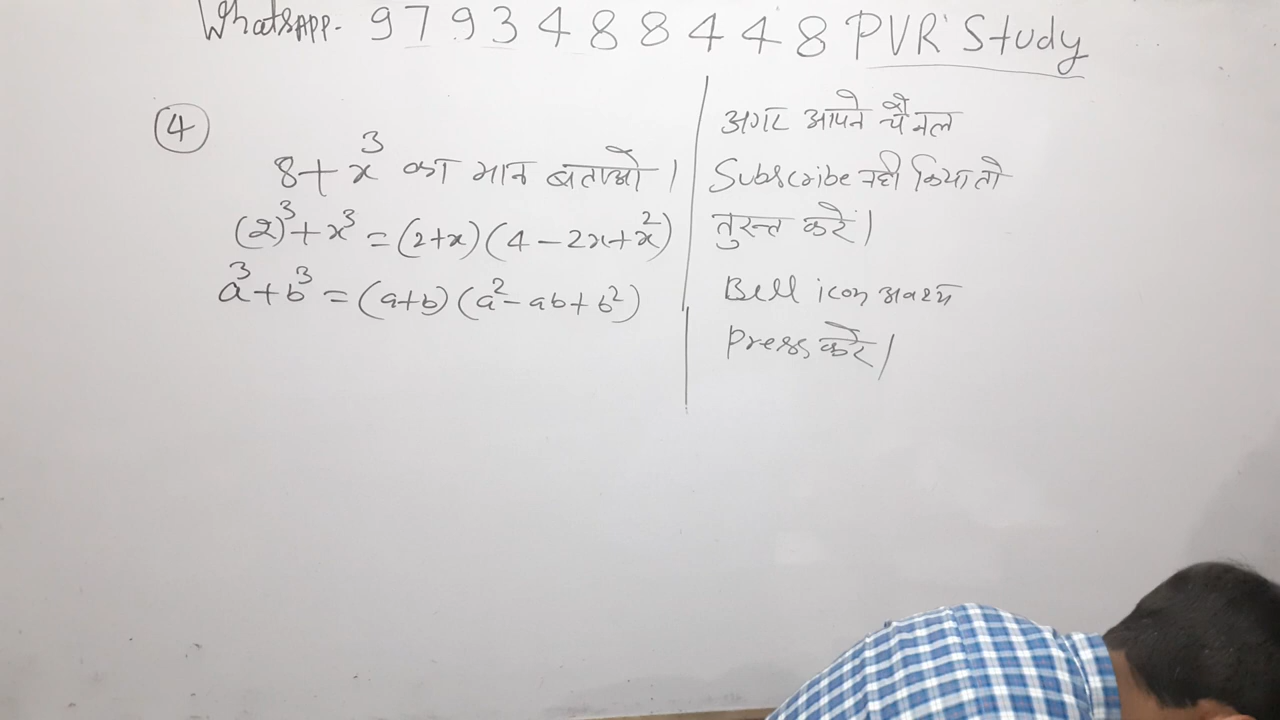 WhatsAPP. 9793488448 PVR Study
4
8+x³ का मान बताओ।
(2)³+x³=(2+x)(4-2x+x²)
a³+b³=(a+b)(a²-ab+b²)
अगर आपने चैनल
Subscribe नही किया तो
तुरन्त करें।
Bell icon अवश्य
Press करें।